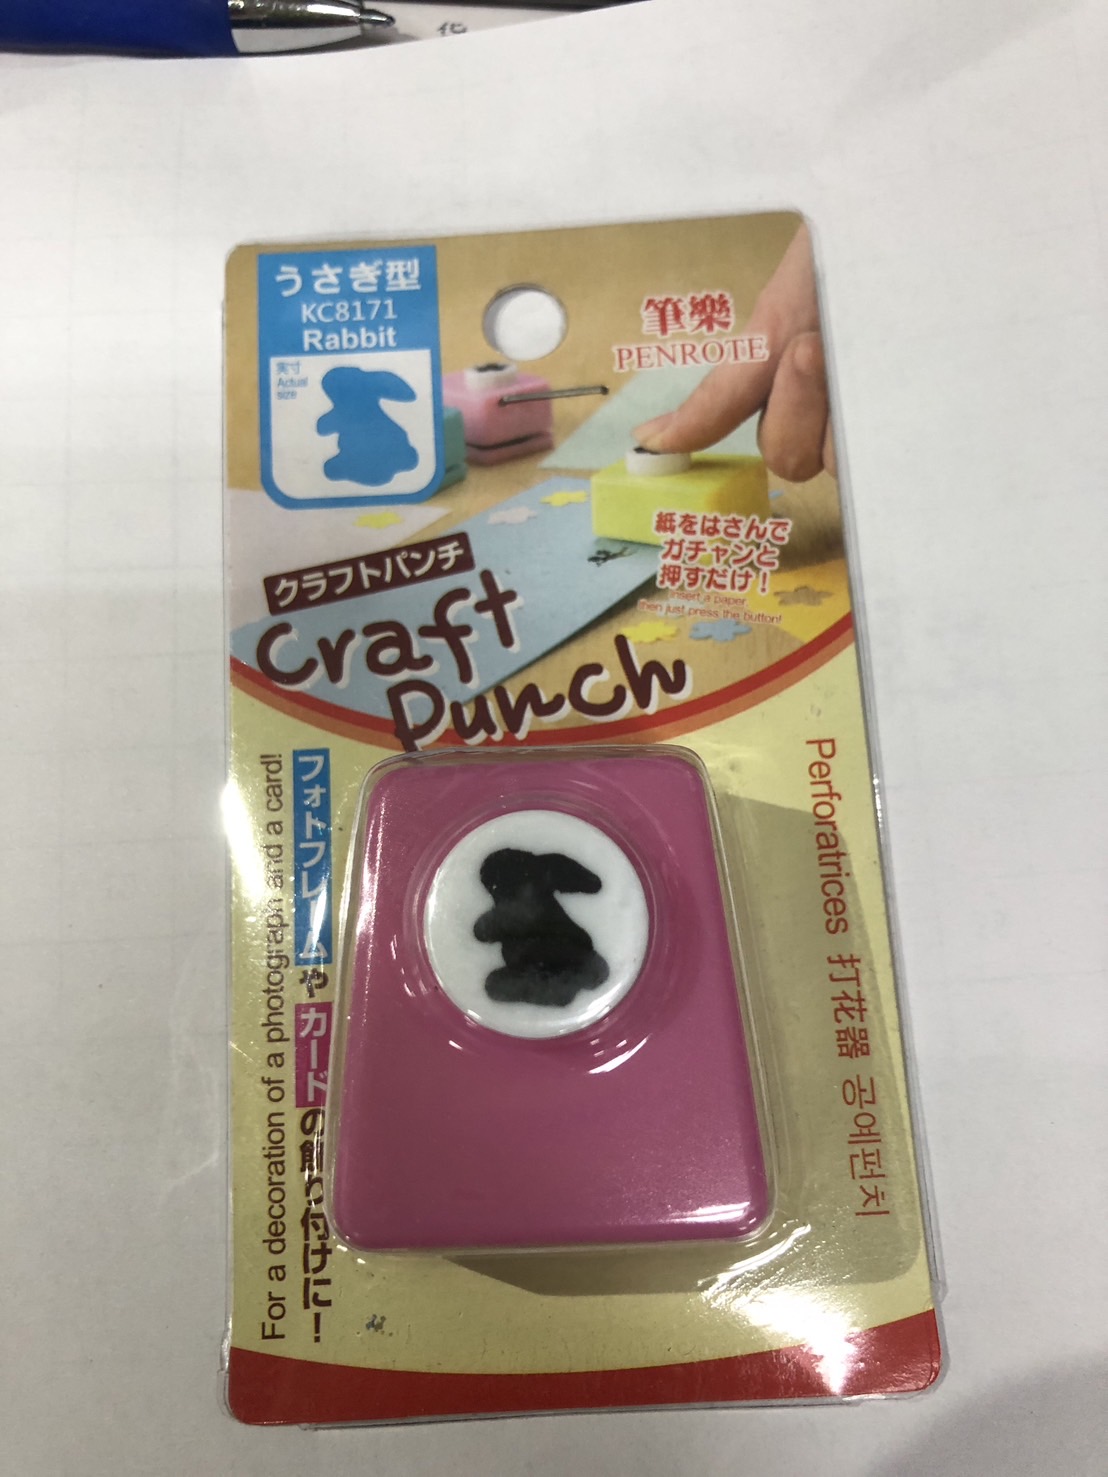 花
うさぎ型
KC8171
Rabbit
実寸
Actual
size
筆樂
PENROTE
紙をはさんで
ガチャンと
押すだけ!
Insert a paper
then just press the button!
クラフトパンチ
Craft
Punch
For a decoration of a photograph and a card!
フォトフレームやカードの飾り付けに!
Perforatrices 打花器 공예펀치